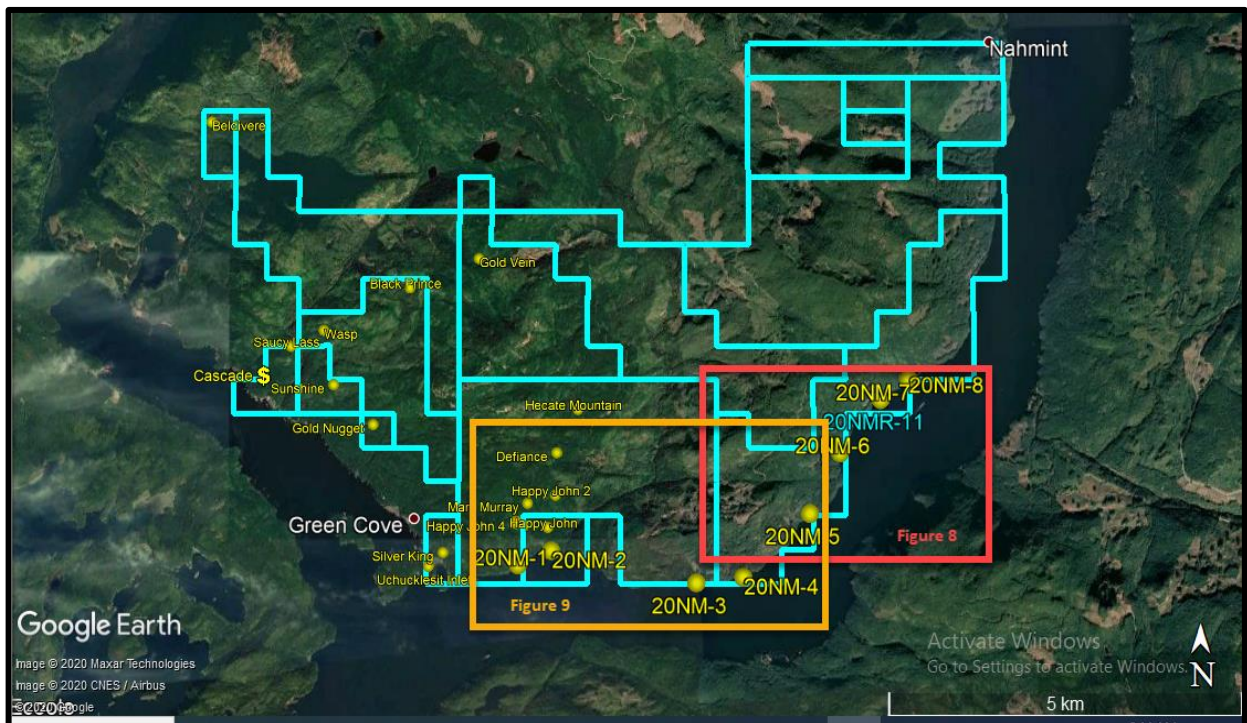 Nahmint
Belcivere
Gold Vein
Black Prince
Wasp
Saucy Lass
Cascade $
Sunshine
20NM-7
20NM-8
Hecate Mountain
20NMR-11
Gold Nugget
20NM-6
Defiance
Happy John 2
Mary Murray
Green Cove
Happy John 4
Happy John
20NM-5
Figure 8
Silver King
20NM-1
20NM-2
Uchucklesit Inlet
20NM-4
20NM-3
Figure 9
Google Earth
Activate Windows
Go to Settings to activate Windows.
N
Image © 2020 Maxar Technologies
Image © 2020 CNES / Airbus
© 2020 Google
5 km